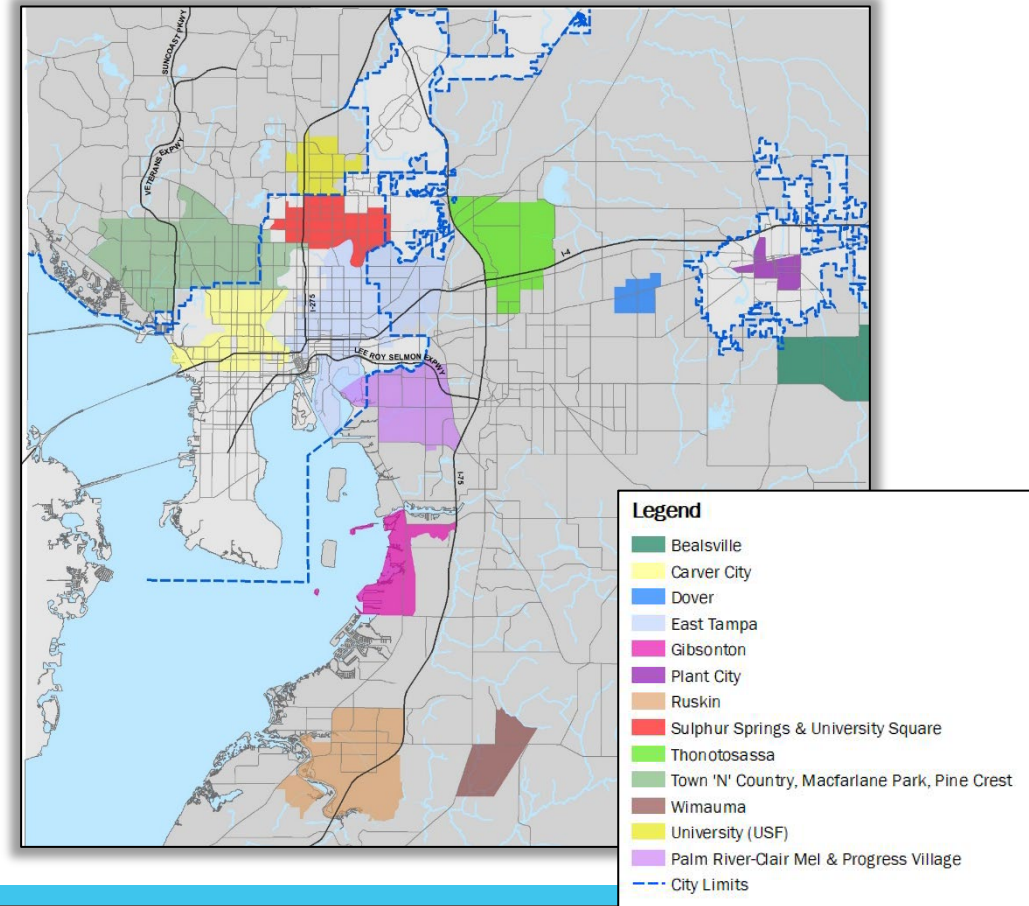 SUNCOAST PKWY
VETERANS EXPWY
I-4
I-275
LEE ROY SELMON EXPWY
I-75
Legend
Bealsville
Carver City
Dover
East Tampa
Gibsonton
Plant City
Ruskin
Sulphur Springs & University Square
Thonotosassa
Town 'N' Country, Macfarlane Park, Pine Crest
Wimauma
University (USF)
Palm River-Clair Mel & Progress Village
City Limits